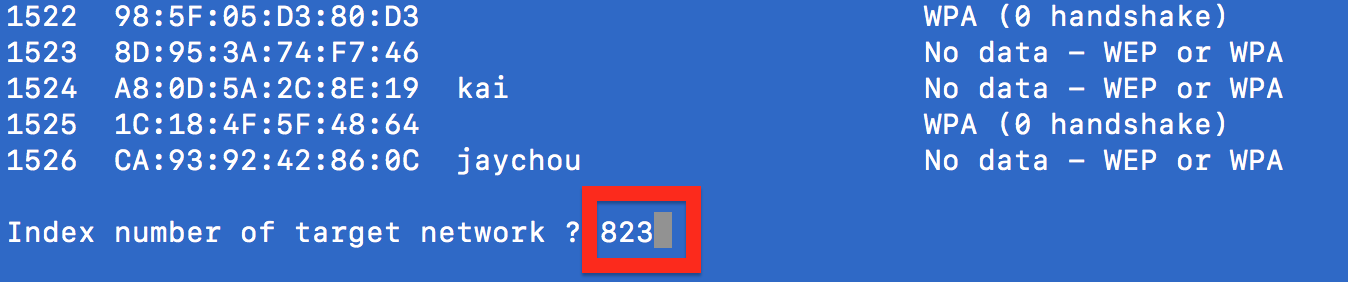 1522 98:5F:05:D3:80:D3 WPA (0 handshake)
1523 8D:95:3A:74:F7:46 No data - WEP or WPA
1524 A8:0D:5A:2C:8E:19 kai No data - WEP or WPA
1525 1C:18:4F:5F:48:64 WPA (0 handshake)
1526 CA:93:92:42:86:0C jaychou No data - WEP or WPA
Index number of target network ? 823